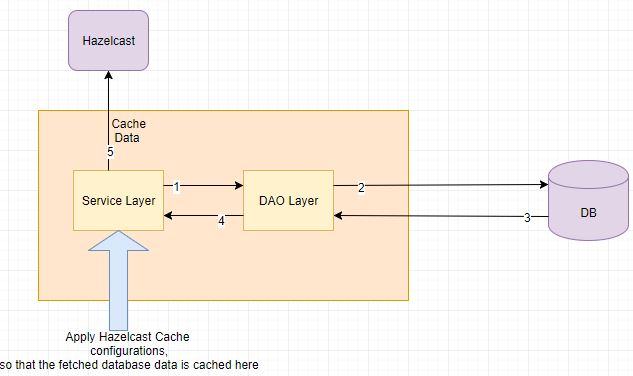 Hazelcast
Cache
Data
5
Service Layer
1
DAO Layer
2
4
3
DB
Apply Hazelcast Cache
configurations,
so that the fetched database data is cached here